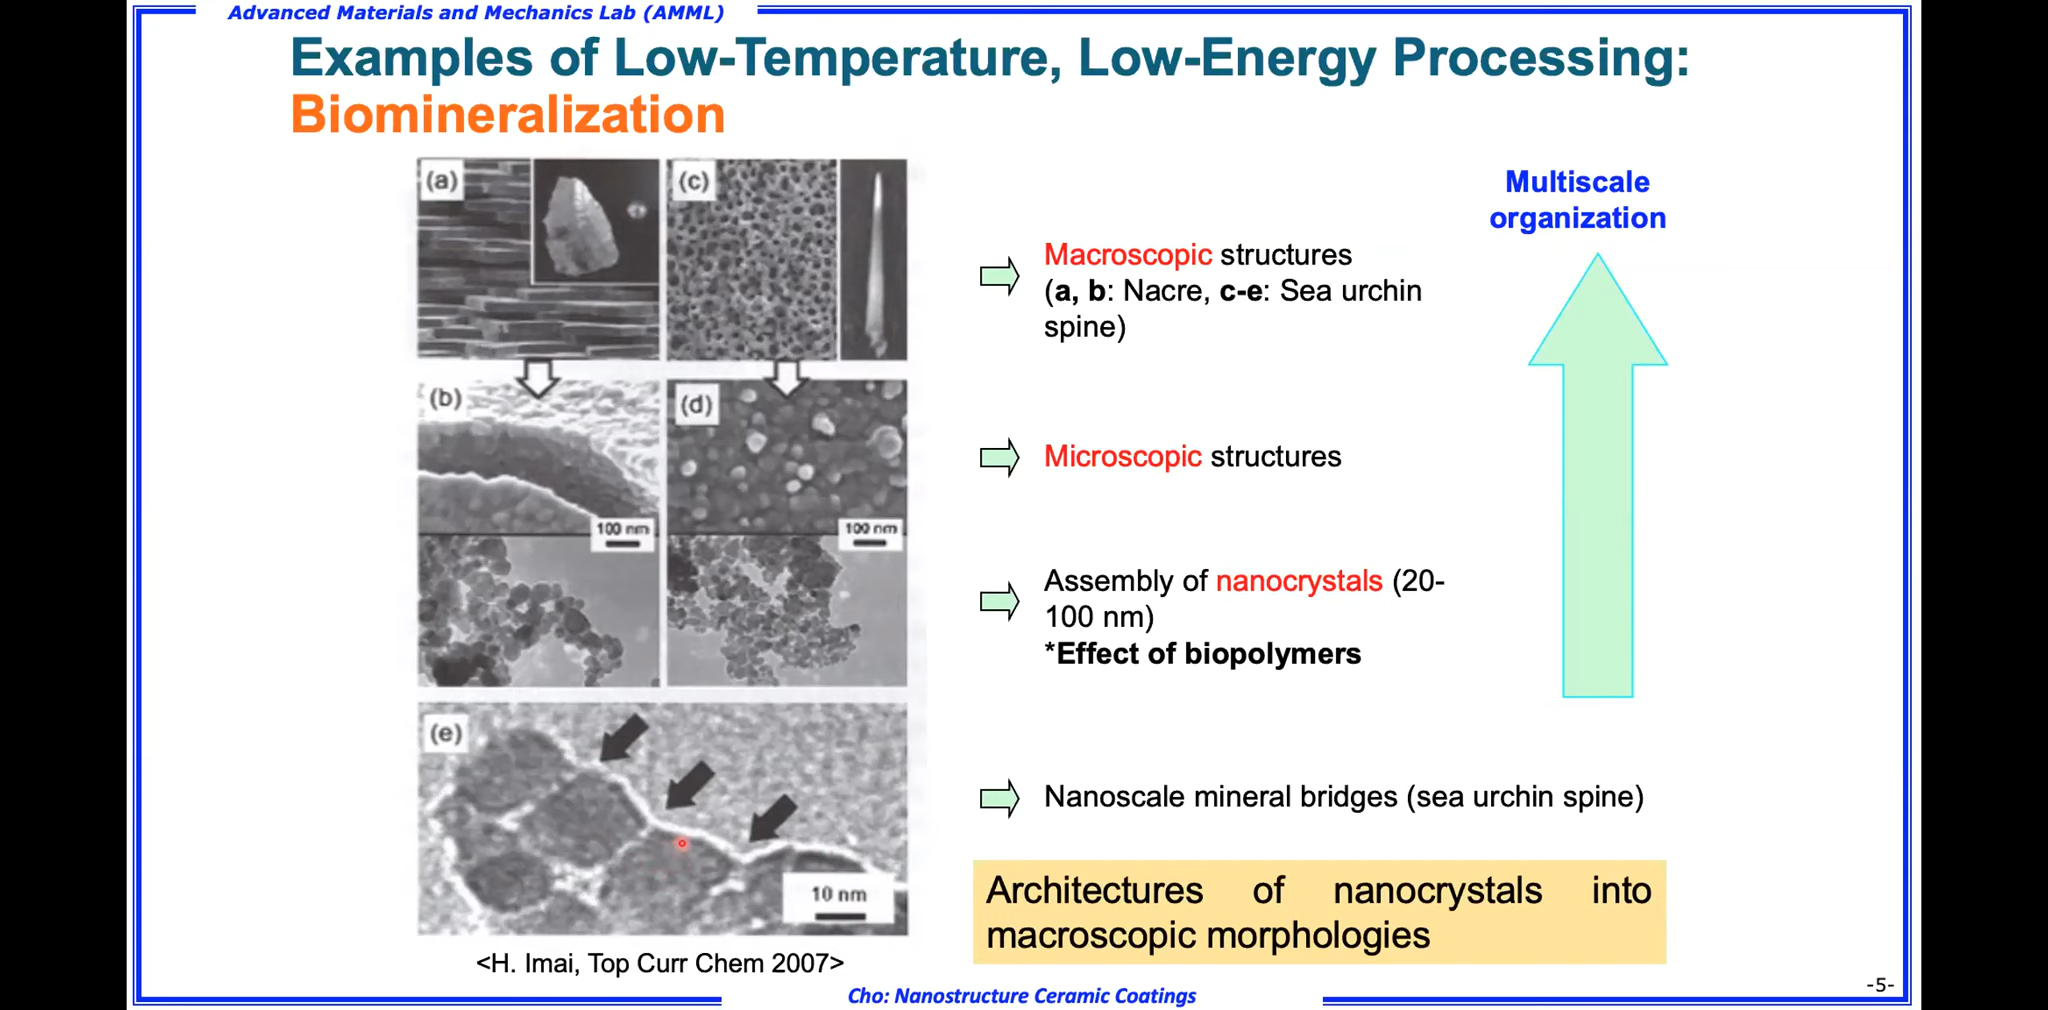 Advanced Materials and Mechanics Lab (AMML)
Examples of Low-Temperature, Low-Energy Processing:
Biomineralization
(a)
(c)
(b)
(d)
100 nm
100 nm
(e)
10 nm
<H. Imai, Top Curr Chem 2007>
Multiscale
organization
Macroscopic structures
(a, b: Nacre, c-e: Sea urchin
spine)
Microscopic structures
Assembly of nanocrystals (20-
100 nm)
*Effect of biopolymers
Nanoscale mineral bridges (sea urchin spine)
Architectures of nanocrystals into
macroscopic morphologies
Cho: Nanostructure Ceramic Coatings
-5-